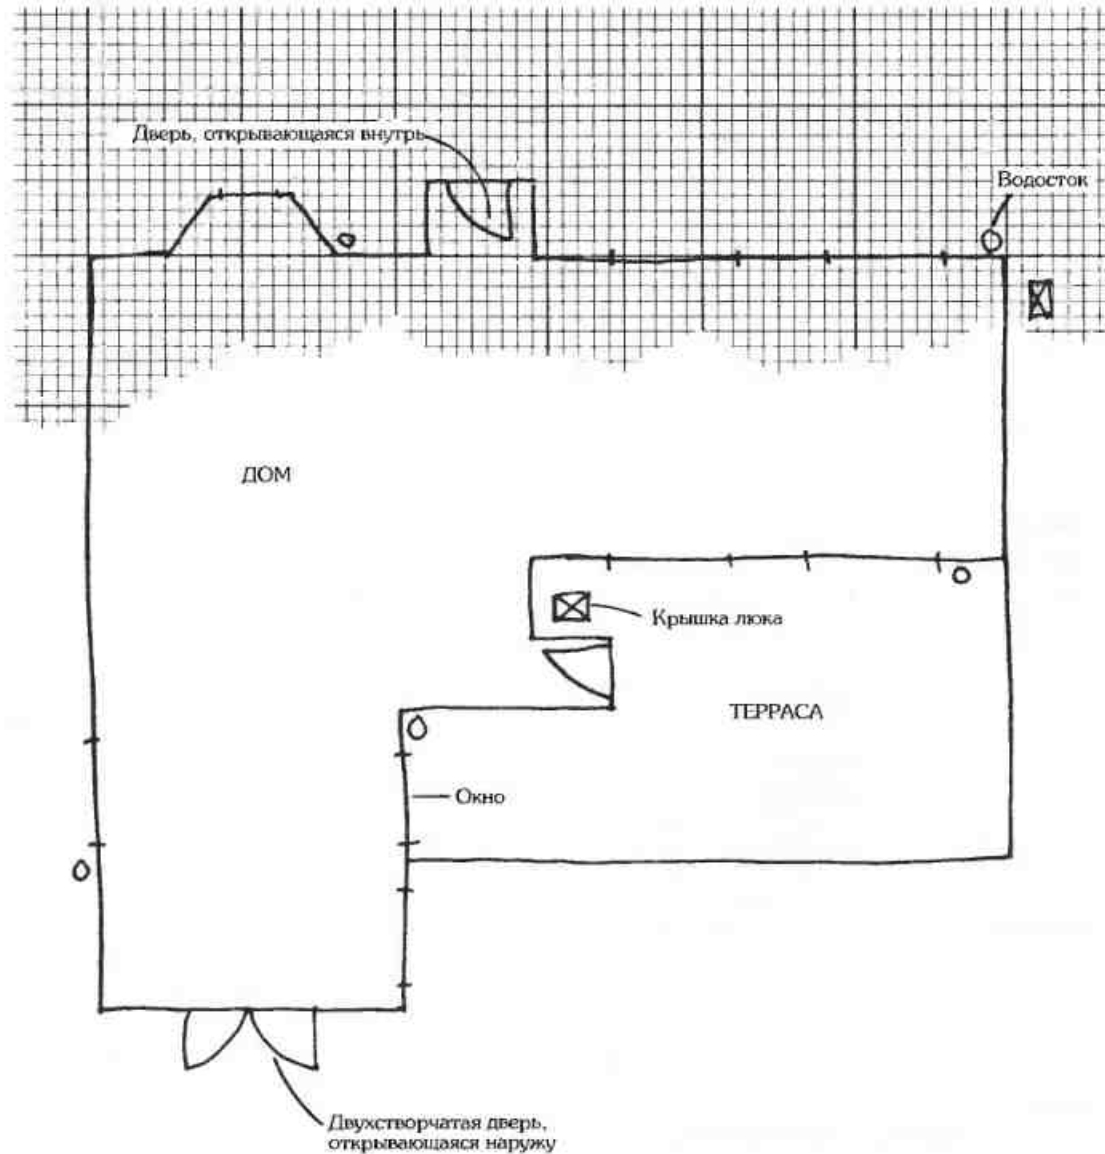 Дверь, открывающаяся внутрь
Водосток
ДОМ
Крышка люка
ТЕРРАСА
Окно
Двухстворчатая дверь,
открывающаяся наружу